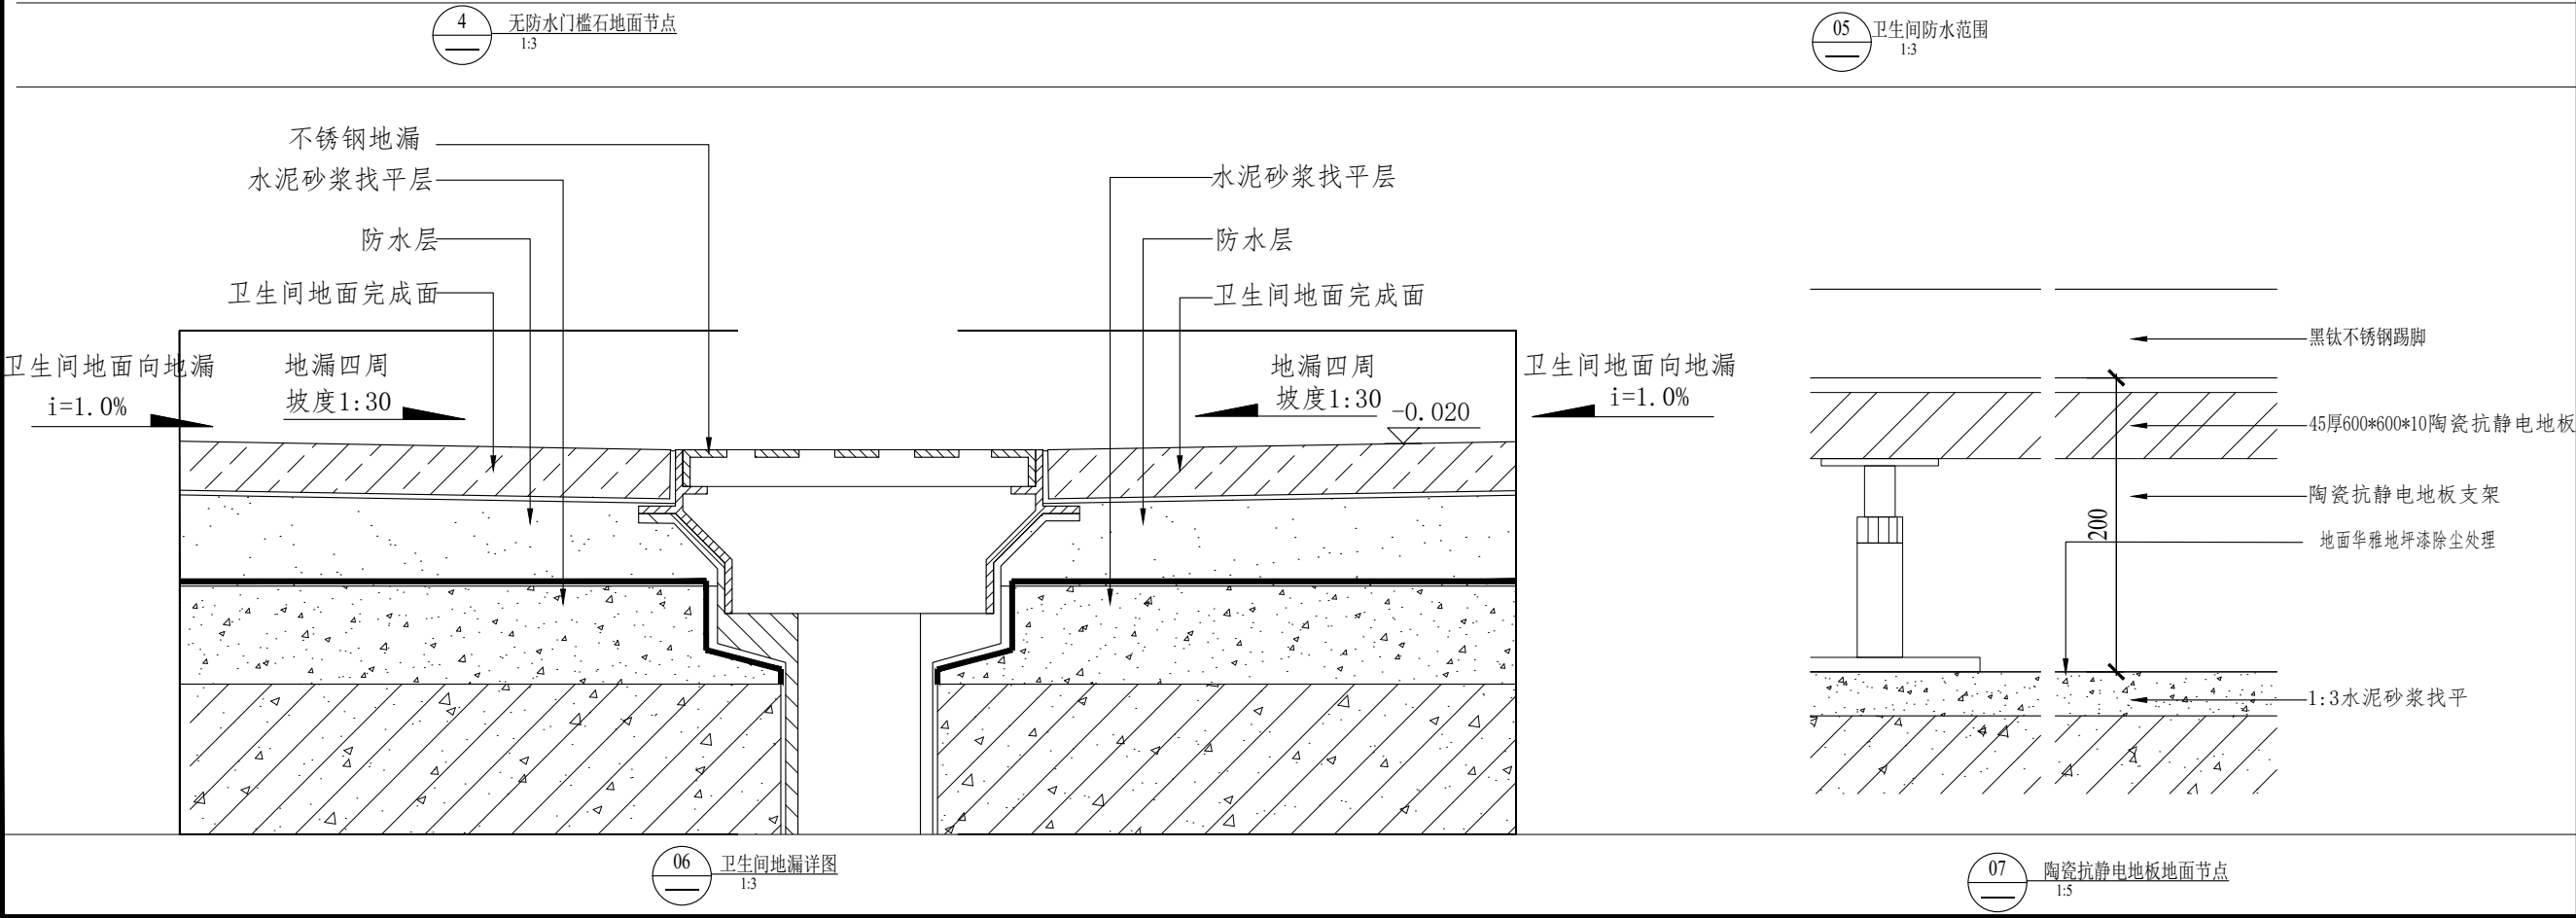 4
无防水门槛石地面节点
1:3
05
卫生间防水范围
1:3
不锈钢地漏
水泥砂浆找平层
防水层
卫生间地面完成面
水泥砂浆找平层
防水层
卫生间地面完成面
卫生间地面向地漏
i=1.0%
地漏四周
坡度1:30
地漏四周
坡度1:30
-0.020
卫生间地面向地漏
i=1.0%
黑钛不锈钢踢脚
45厚600*600*10陶瓷抗静电地板
陶瓷抗静电地板支架
200
地面华雅地坪漆除尘处理
1:3水泥砂浆找平
06
卫生间地漏详图
1:3
07
陶瓷抗静电地板地面节点
1:5